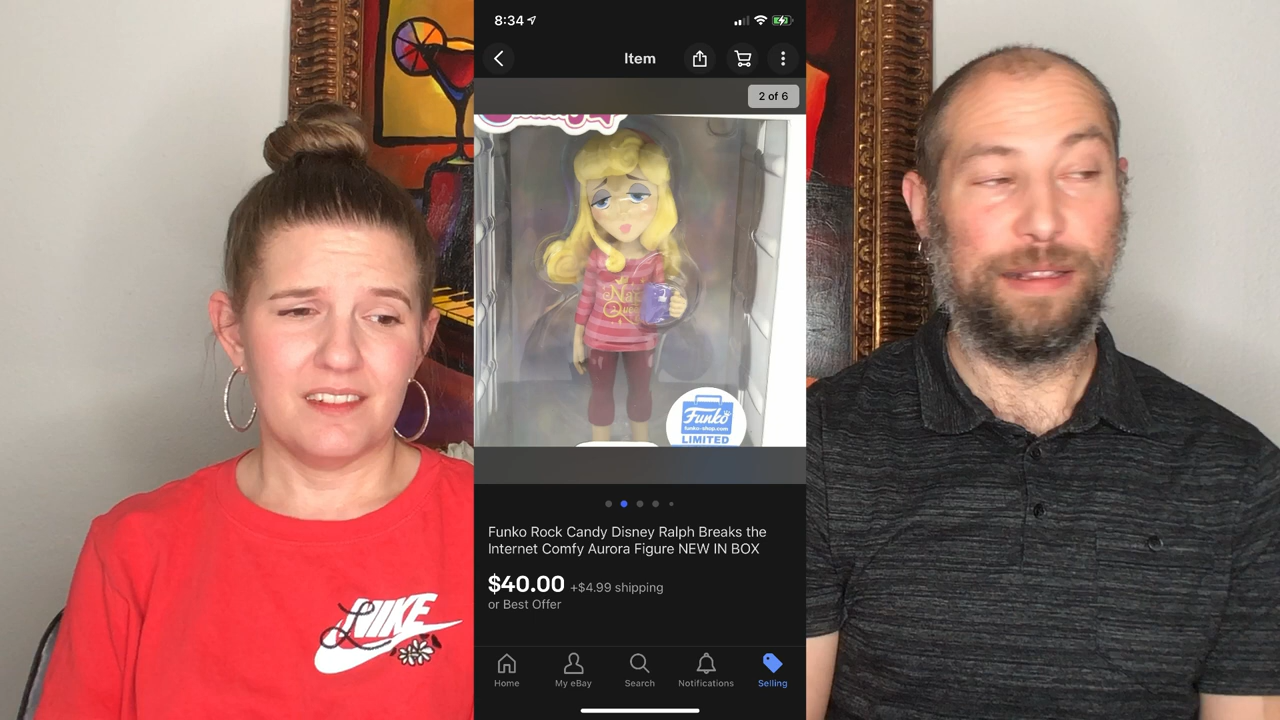 8:34
Item
2 of 6
Funko
funko-shop.com
LIMITED
Funko Rock Candy Disney Ralph Breaks the
Internet Comfy Aurora Figure NEW IN BOX
$40.00 +$4.99 shipping
or Best Offer
Home
My eBay
Search
Notifications
Selling
NIKE